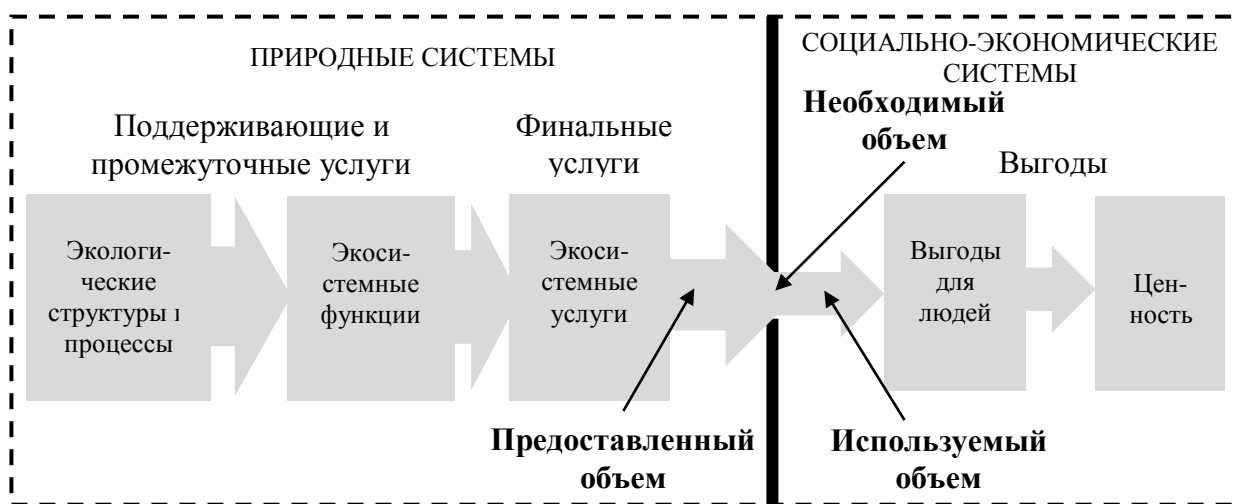 ПРИРОДНЫЕ СИСТЕМЫ
СОЦИАЛЬНО-ЭКОНОМИЧЕСКИЕ
СИСТЕМЫ
Поддерживающие и
промежуточные услуги
Финальные
услуги
Необходимый
объем
Выгоды
Экологи-
ческие
структуры
процессы
Экоси-
стемные
функции
Экоси-
стемные
услуги
Выгоды
для
людей
Цен-
ность
Предоставленный
объем
Используемый
объем